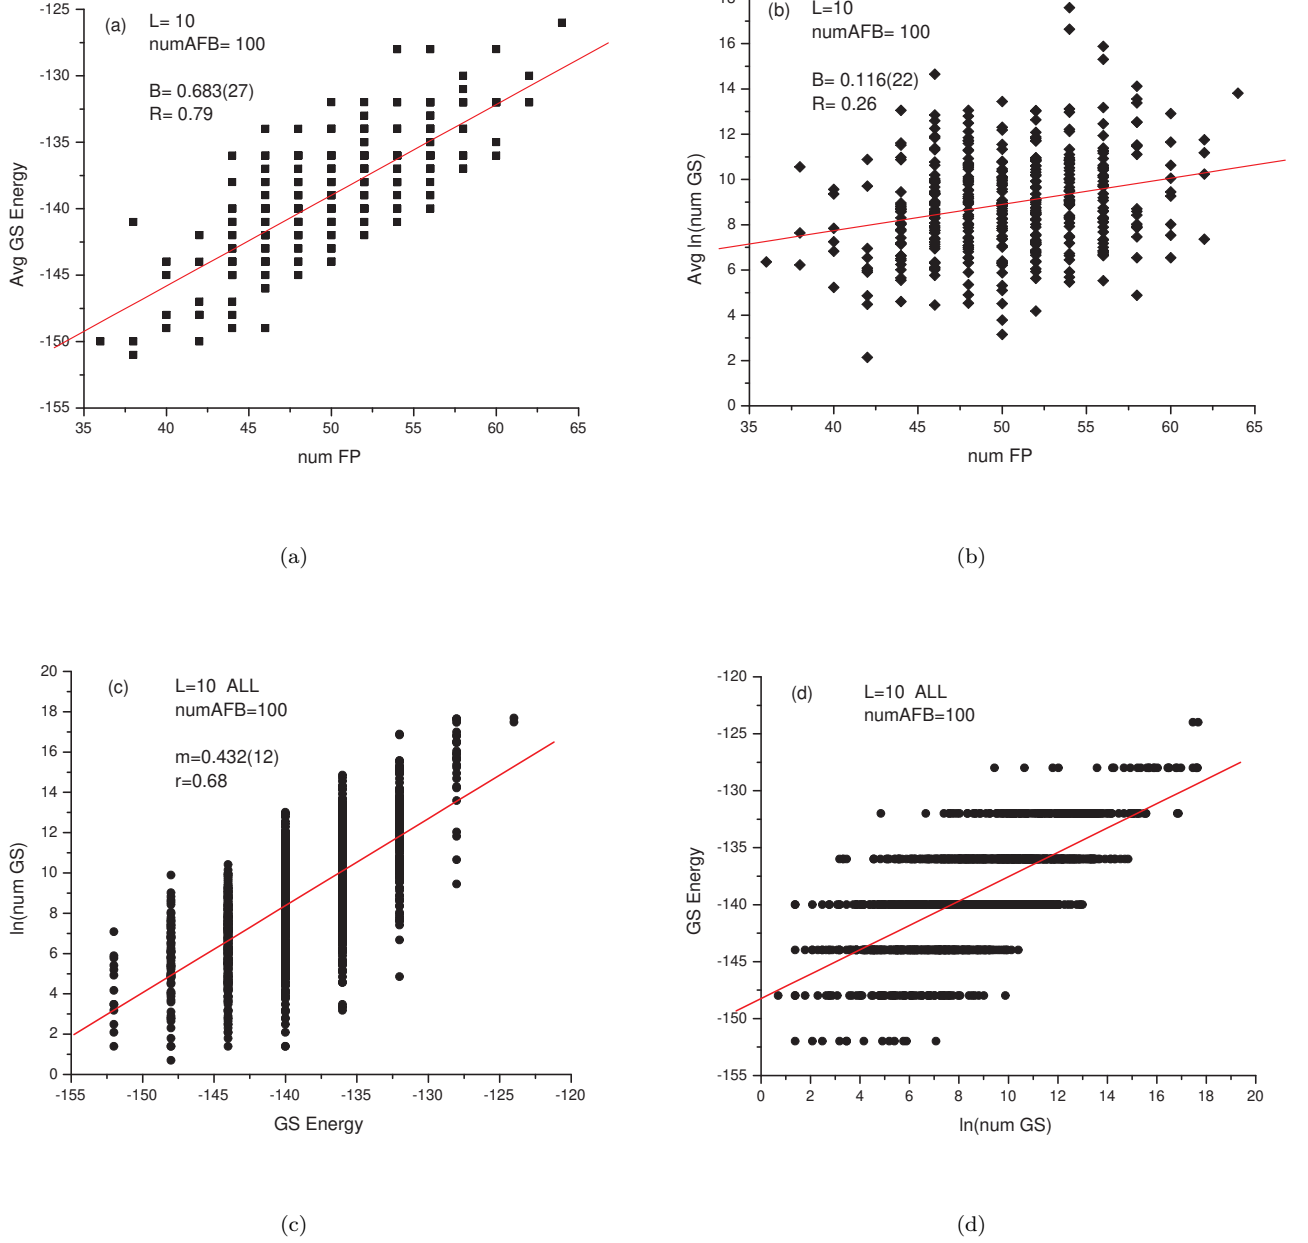 (a)
L= 10
numAFB= 100
B= 0.683(27)
R= 0.79
Avg GS Energy
-125
-130
-135
-140
-145
-150
-155
35 40 45 50 55 60 65
num FP
(a)
(b)
L=10
numAFB= 100
B= 0.116(22)
R= 0.26
Avg ln(num GS)
18
16
14
12
10
8
6
4
2
0
35 40 45 50 55 60 65
num FP
(b)
(c)
L=10 ALL
numAFB=100
m=0.432(12)
r=0.68
ln(num GS)
20
18
16
14
12
10
8
6
4
2
0
-155 -150 -145 -140 -135 -130 -125 -120
GS Energy
(c)
(d)
L=10 ALL
numAFB=100
GS Energy
-120
-125
-130
-135
-140
-145
-150
-155
0 2 4 6 8 10 12 14 16 18 20
ln(num GS)
(d)